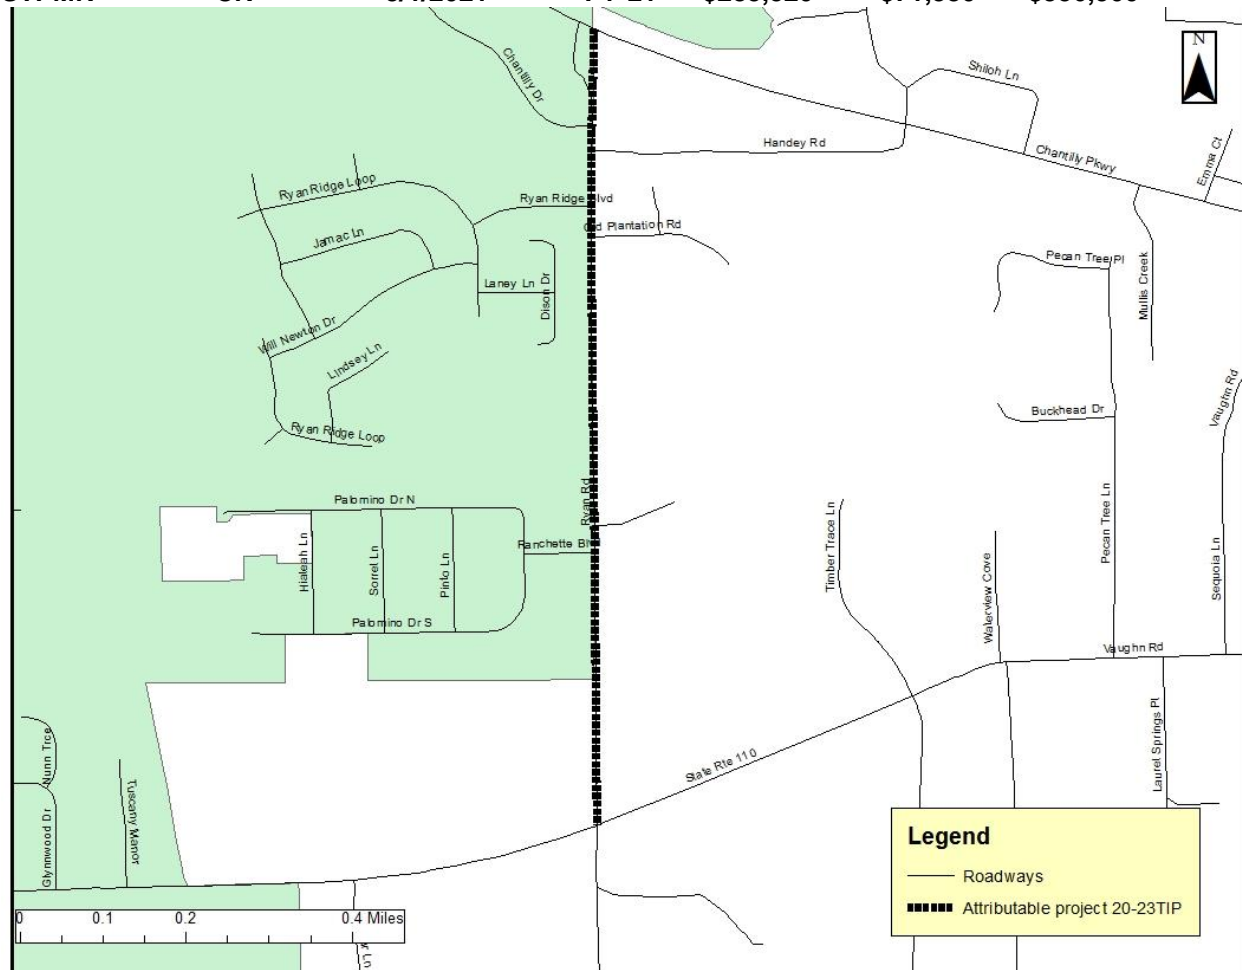 N
Chantilly Dr
Shiloh Ln
Handey Rd
Chantilly Pkwy
Emma Ct
Ryan Ridge Loop
Ryan Ridge Blvd
Old Plantation Rd
Jamac Ln
Laney Ln
Dison Dr
Pecan Tree Pl
Mullis Creek
Will Newton Dr
Lindsey Ln
Ryan Ridge Loop
Buckhead Dr
Vaughn Rd
Palomino Dr N
Ryan Rd
Ranchette
Hialeah Ln
Sorrel Ln
Pinto Ln
Timber Trace Ln
Waterview Cove
Pecan Tree Ln
Sequoia Ln
Palomino Dr S
Vaughn Rd
Nunn Trce
Tuscany Manor
Glynnwood Dr
State Rte 110
Laurel Springs Pl
Legend
Roadways
Attributable project 20-23TIP
0 0.1 0.2 0.4 Miles
Ln